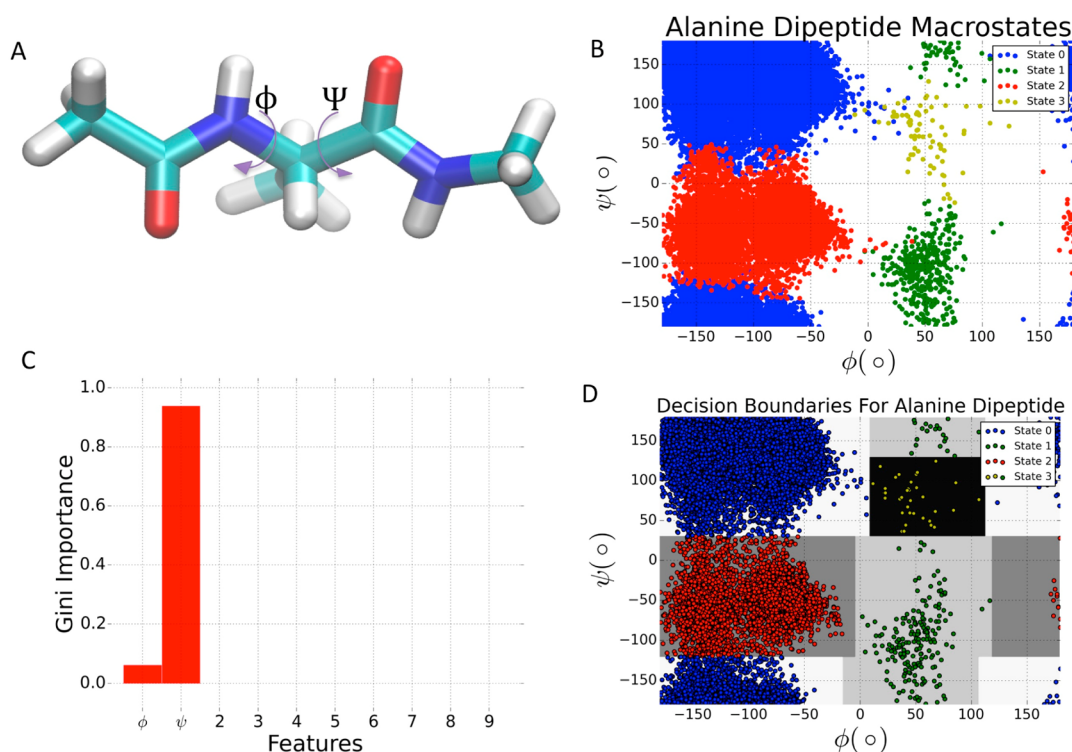 A
ϕ Ψ
B
Alanine Dipeptide Macrostates
State 0
State 1
State 2
State 3
150
100
50
0
−50
−100
−150
ψ(○)
−150 −100 −50 0 50 100 150
ϕ(○)
C
1.0
0.8
0.6
0.4
0.2
0.0
Gini Importance
ϕ ψ 2 3 4 5 6 7 8 9
Features
D
Decision Boundaries For Alanine Dipeptide
State 0
State 1
State 2
State 3
150
100
50
0
−50
−100
−150
ψ(○)
−150 −100 −50 0 50 100 150
ϕ(○)